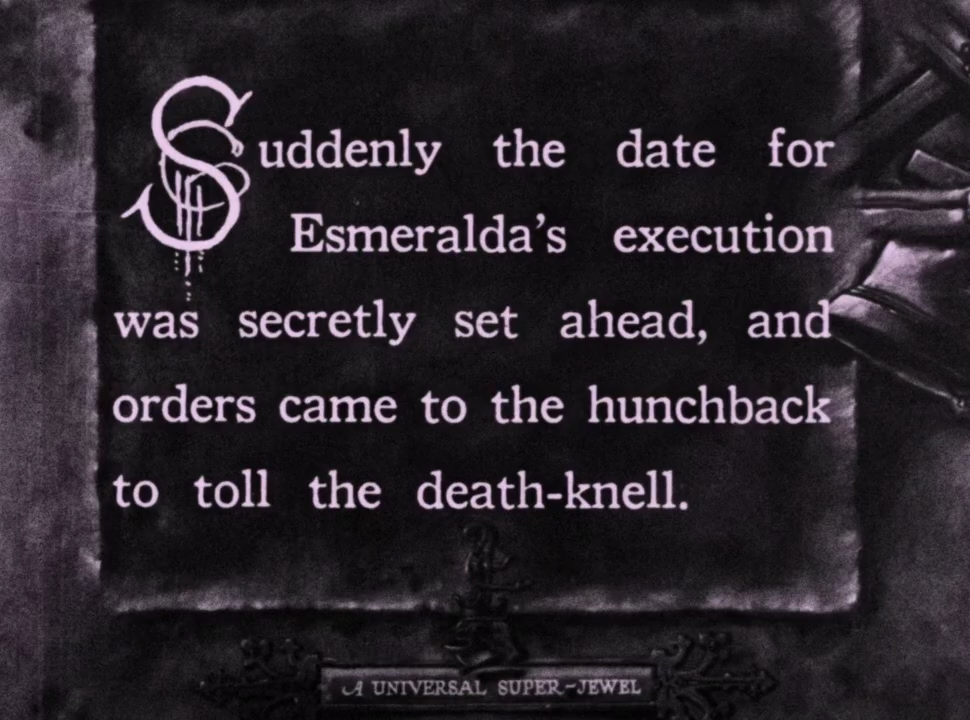 Suddenly the date for
Esmeralda's execution
was secretly set ahead, and
orders came to the hunchback
to toll the death-knell.
A UNIVERSAL SUPER-JEWEL